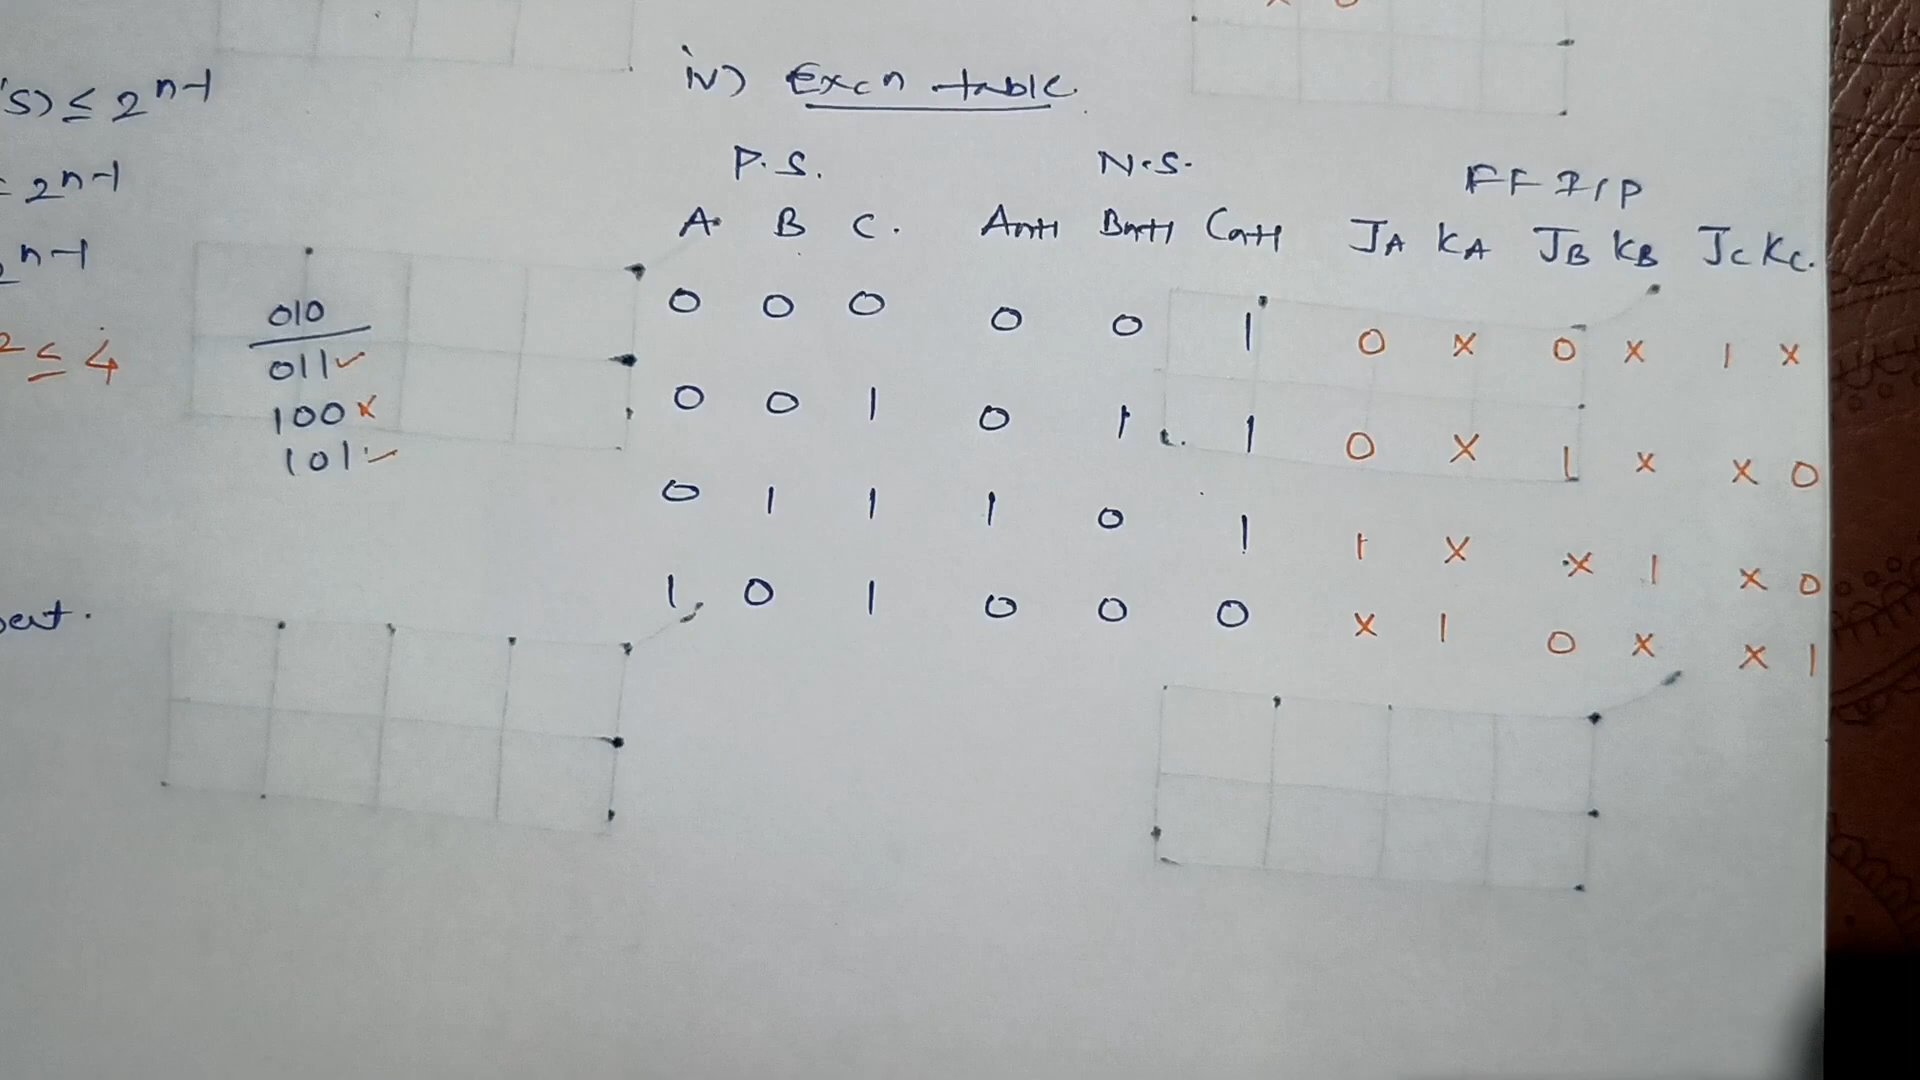 's) ≤ 2^n-1
= 2^n-1
2^n-1
2 ≤ 4
010
011 ✓
100 x
101 ✓
iv) Excn table.
P.S. N.S. FF I/P
A B C. An+1 Bn+1 Cn+1 JA KA JB KB JC KC.
0 0 0 0 0 1 0 x 0 x 1 x
0 0 1 0 1 1 0 x 1 x x 0
0 1 1 1 0 1 1 x x 1 x 0
1 0 1 0 0 0 x 1 0 x x 1